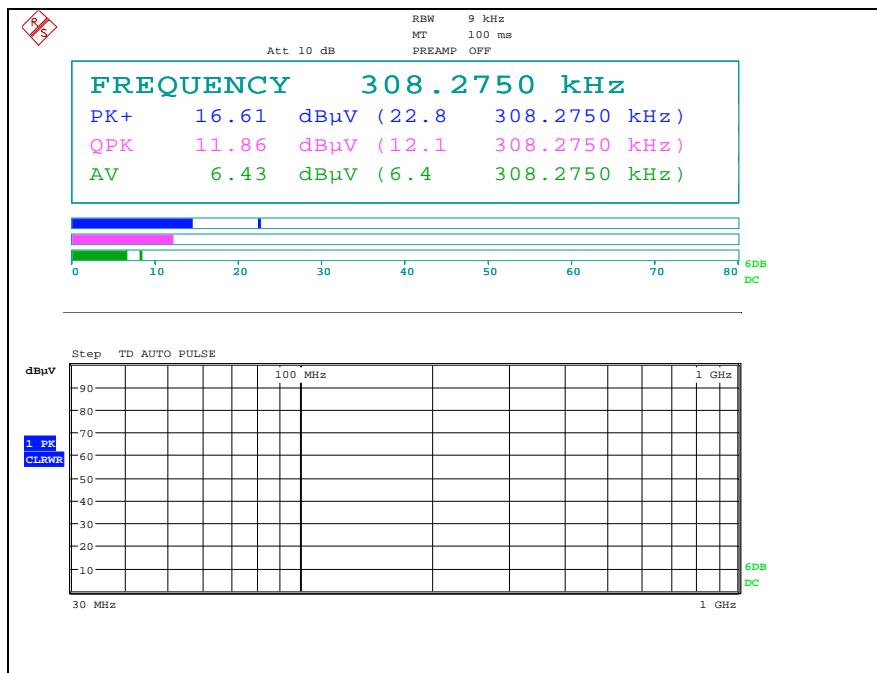 R S
RBW 9 kHz
MT 100 ms
Att 10 dB PREAMP OFF
FREQUENCY 308.2750 kHz
PK+ 16.61 dBµV (22.8 308.2750 kHz)
QPK 11.86 dBµV (12.1 308.2750 kHz)
AV 6.43 dBµV (6.4 308.2750 kHz)
0 10 20 30 40 50 60 70 80
6DB
DC
Step TD AUTO PULSE
dBµV
100 MHz 1 GHz
90
80
70
1 PK
CLRWR
60
50
40
30
20
10
6DB
DC
30 MHz 1 GHz